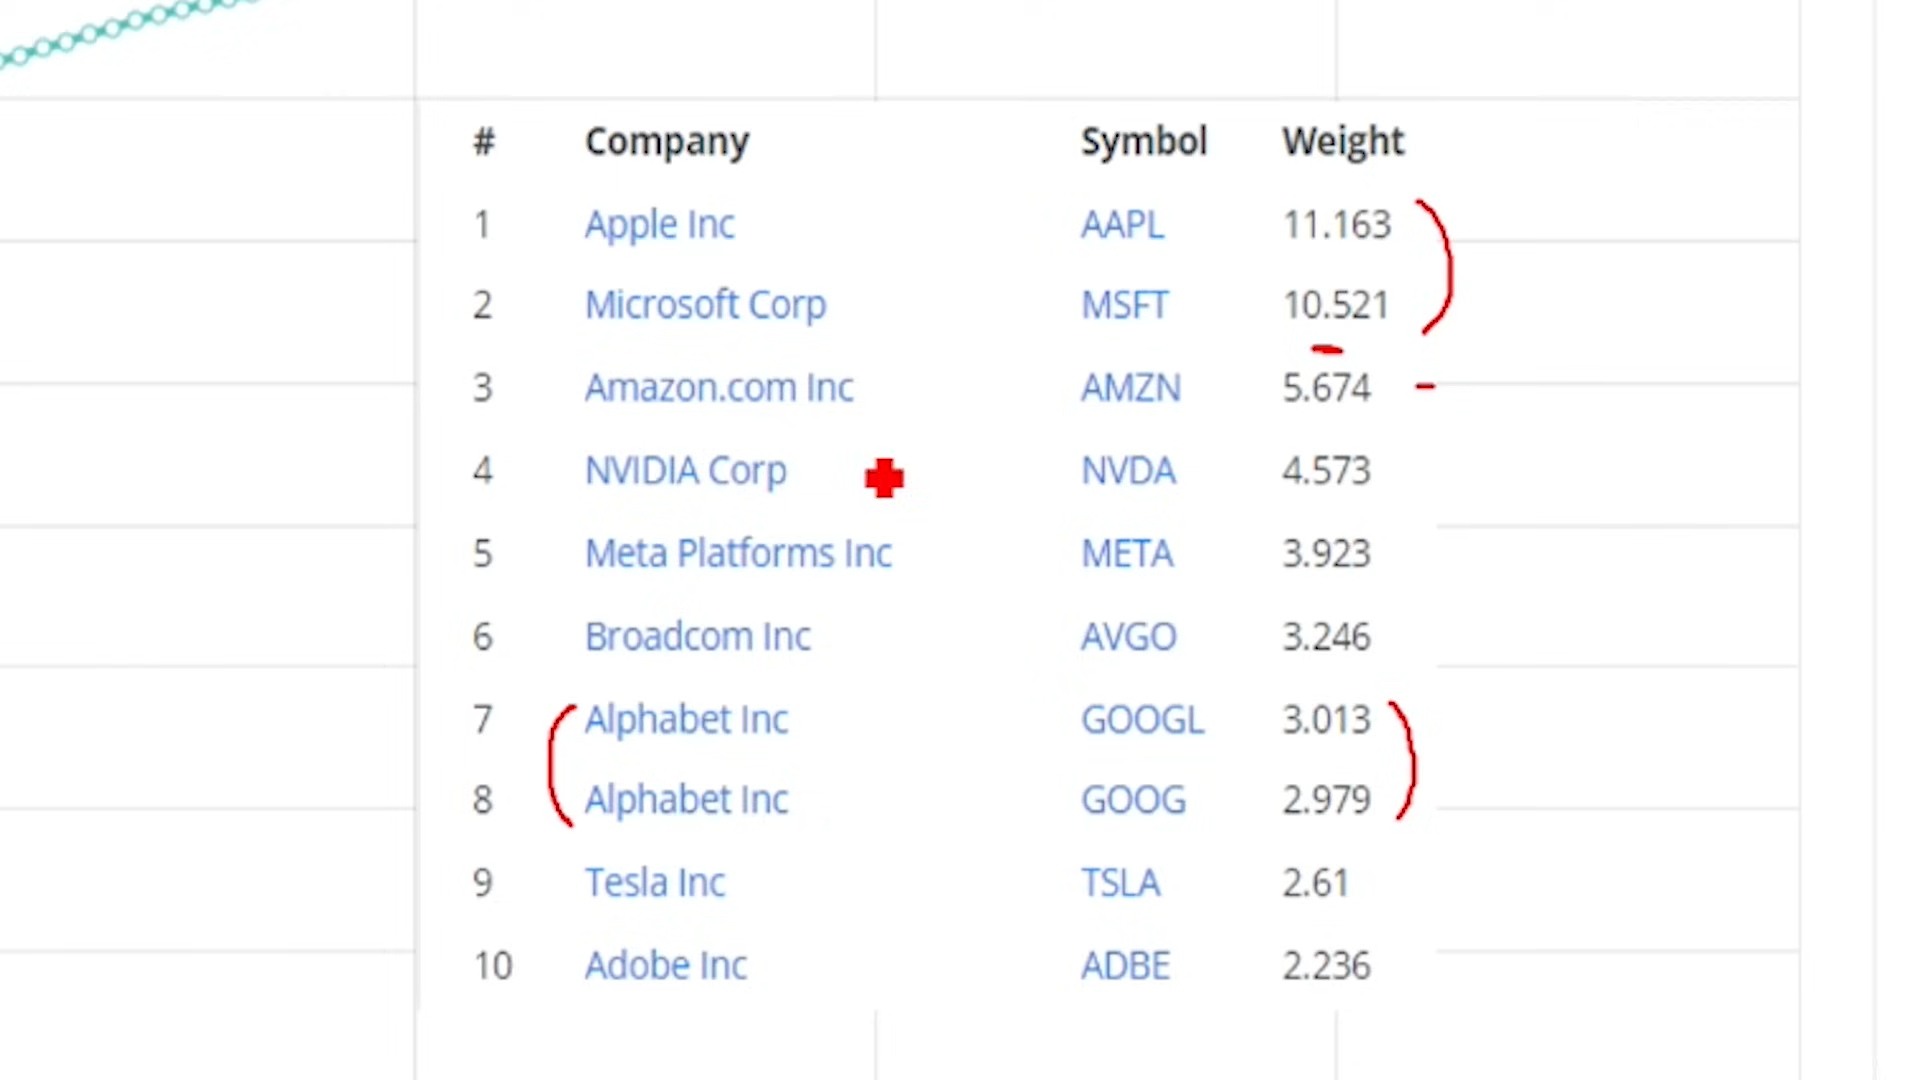 # Company Symbol Weight
1 Apple Inc AAPL 11.163
2 Microsoft Corp MSFT 10.521
3 Amazon.com Inc AMZN 5.674
4 NVIDIA Corp NVDA 4.573
5 Meta Platforms Inc META 3.923
6 Broadcom Inc AVGO 3.246
7 Alphabet Inc GOOGL 3.013
8 Alphabet Inc GOOG 2.979
9 Tesla Inc TSLA 2.61
10 Adobe Inc ADBE 2.236